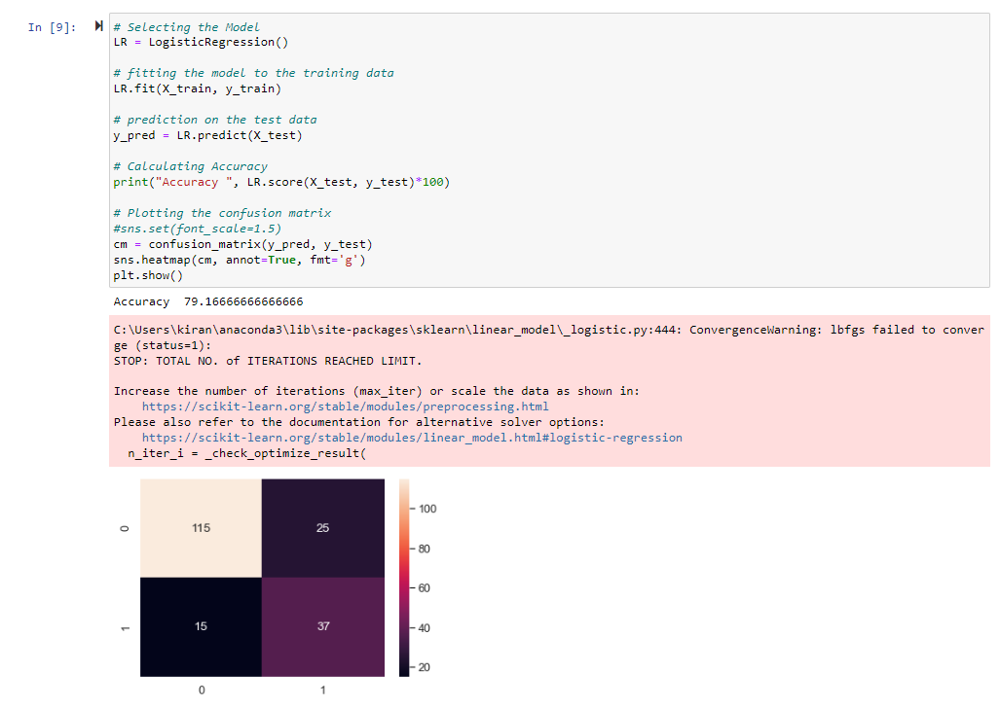 In [9]:
# Selecting the Model
LR = LogisticRegression()
# fitting the model to the training data
LR.fit(X_train, y_train)
# prediction on the test data
y_pred = LR.predict(X_test)
# Calculating Accuracy
print("Accuracy ", LR.score(X_test, y_test)*100)
# Plotting the confusion matrix
#sns.set(font_scale=1.5)
cm = confusion_matrix(y_pred, y_test)
sns.heatmap(cm, annot=True, fmt='g')
plt.show()
Accuracy  79.16666666666666
C:\Users\kiran\anaconda3\lib\site-packages\sklearn\linear_model\_logistic.py:444: ConvergenceWarning: lbfgs failed to conver
ge (status=1):
STOP: TOTAL NO. of ITERATIONS REACHED LIMIT.
Increase the number of iterations (max_iter) or scale the data as shown in:
    https://scikit-learn.org/stable/modules/preprocessing.html
Please also refer to the documentation for alternative solver options:
    https://scikit-learn.org/stable/modules/linear_model.html#logistic-regression
  n_iter_i = _check_optimize_result(
0
115 25
1
15 37
0 1
100
80
60
40
20